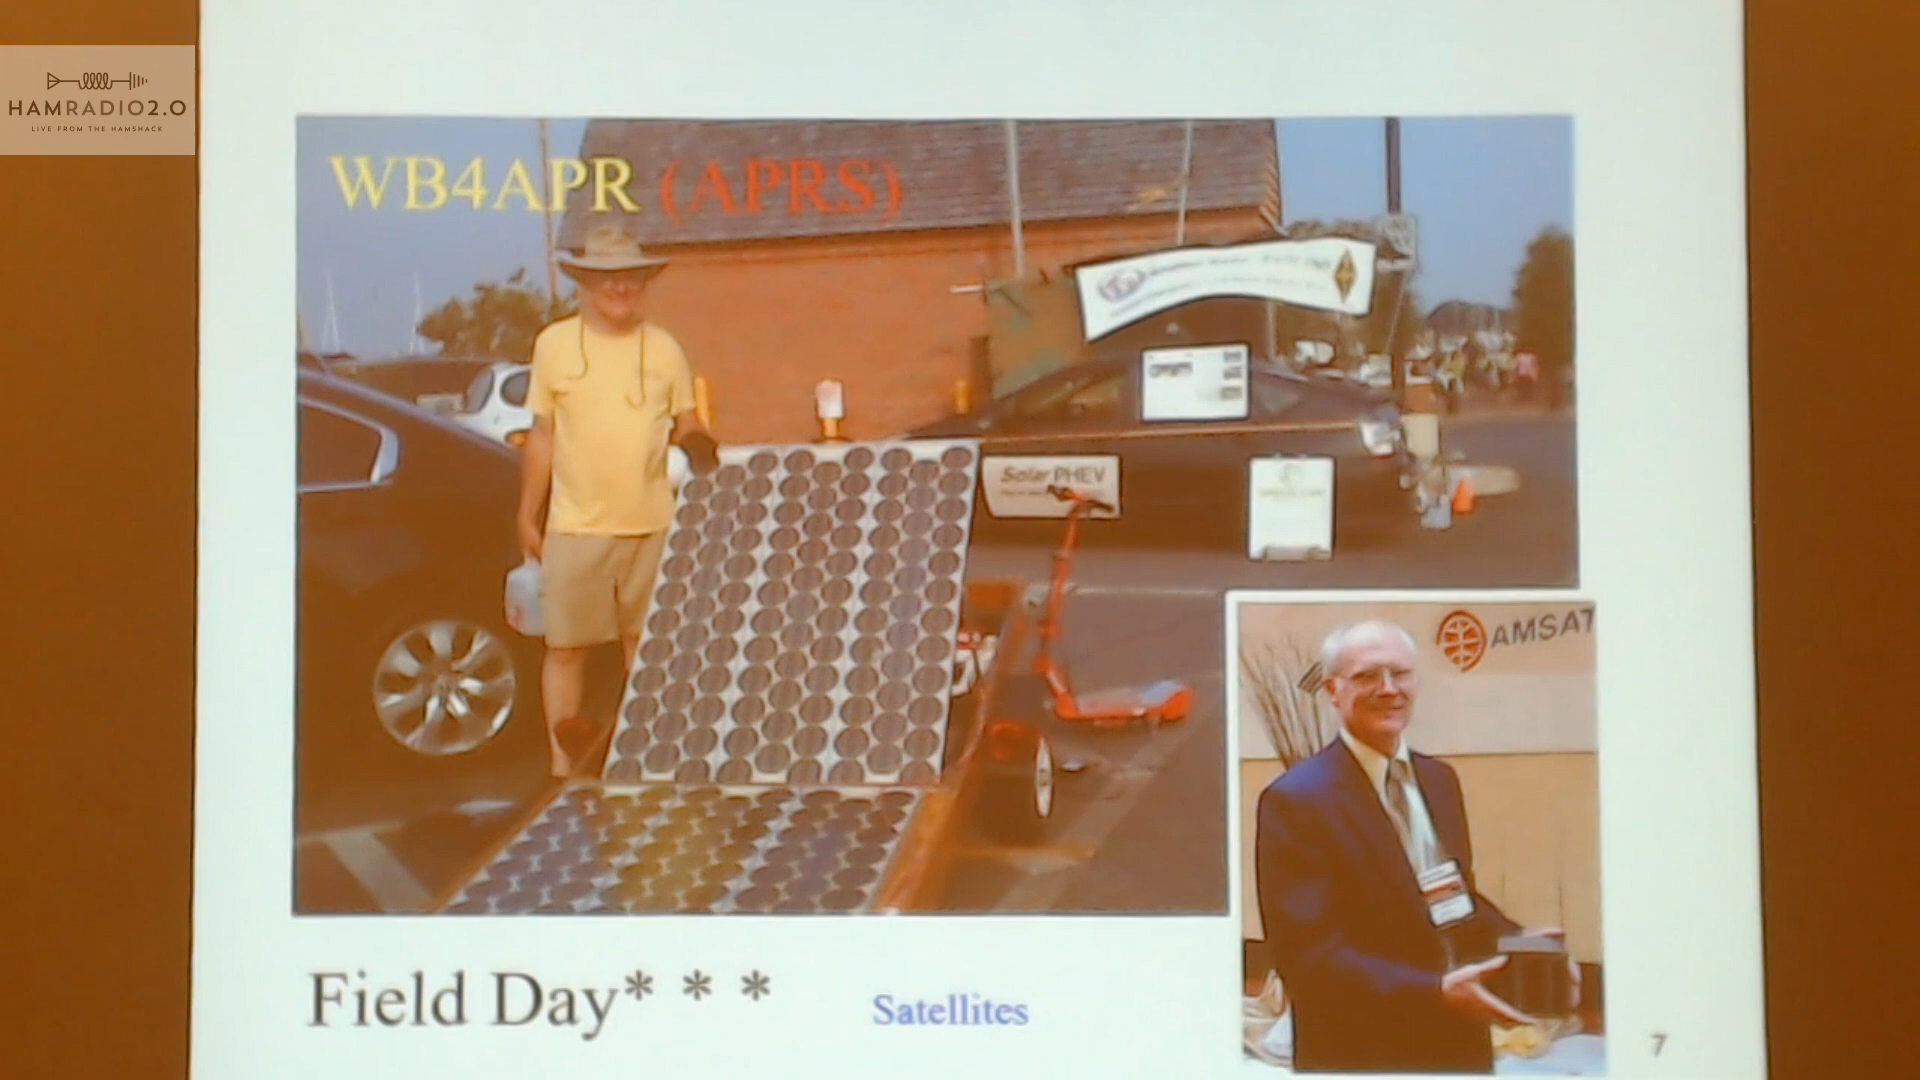 HAMRADIO2.0
LIVE FROM THE HAMSHACK
WB4APR (APRS)
Solar PHEV
AMSAT
Field Day* * *
Satellites
7